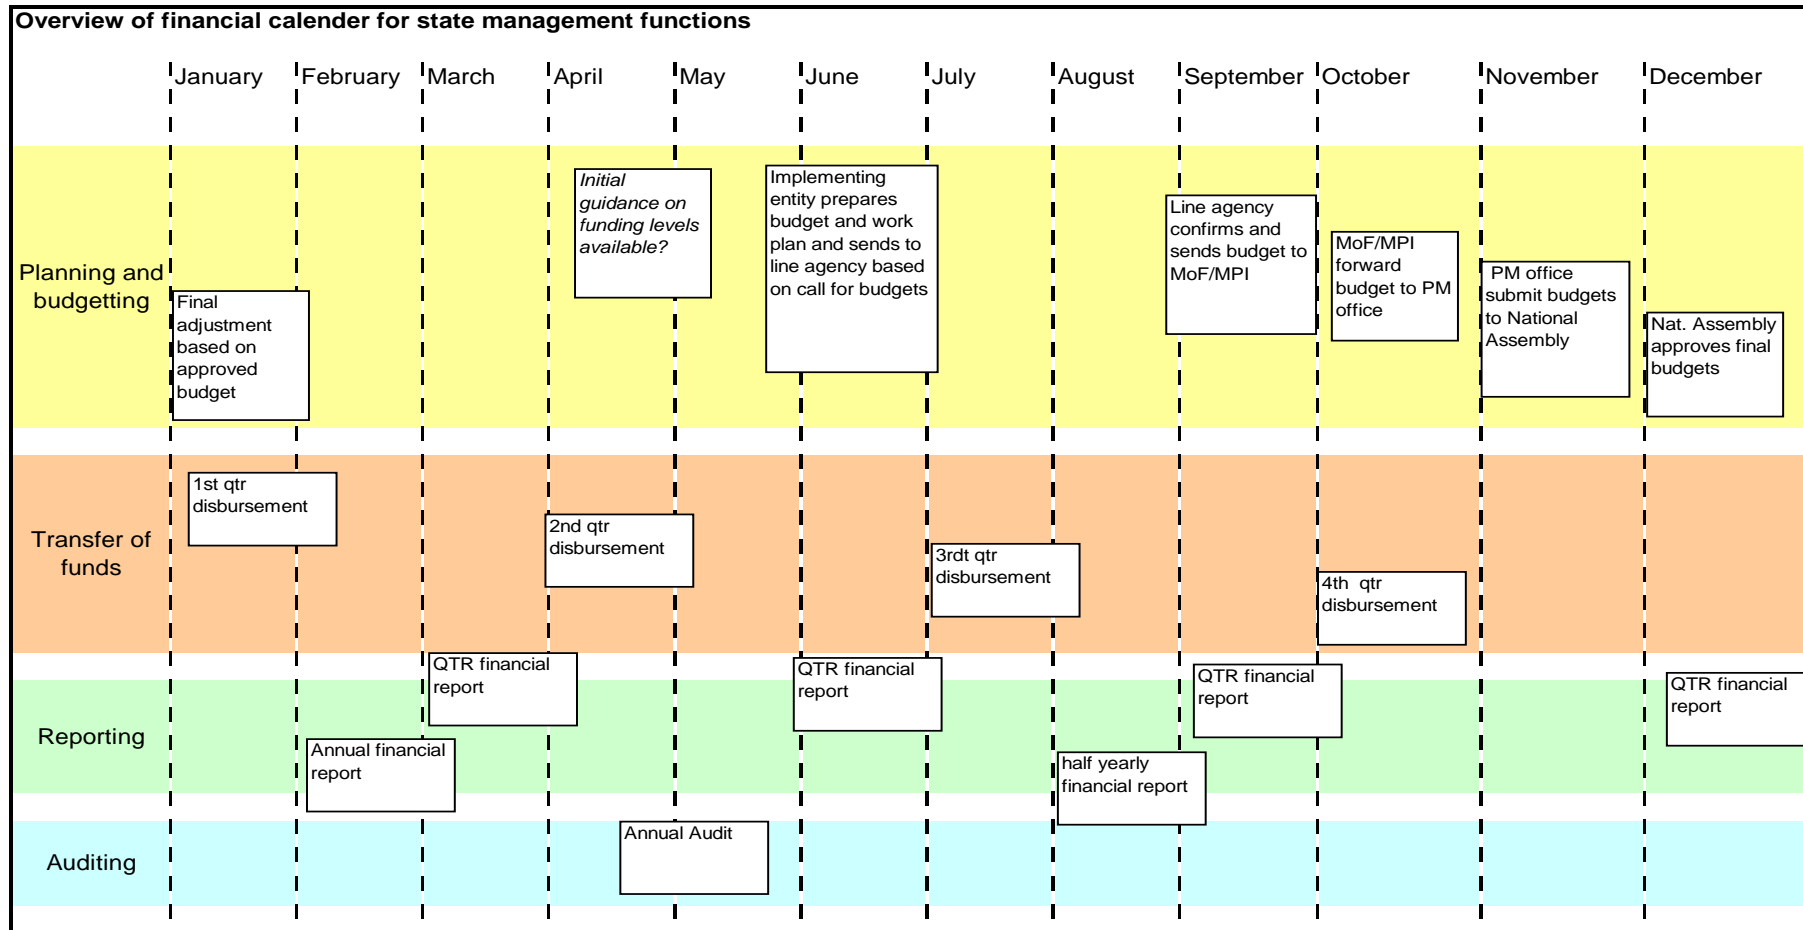 Overview of financial calender for state management functions
January February March April May June July August September October November December
Planning and
budgetting
Final
adjustment
based on
approved
budget
Initial
guidance on
funding levels
available?
Implementing
entity prepares
budget and work
plan and sends to
line agency based
on call for budgets
Line agency
confirms and
sends budget to
MoF/MPI
MoF/MPI
forward
budget to PM
office
PM office
submit budgets
to National
Assembly
Nat. Assembly
approves final
budgets
Transfer of
funds
1st qtr
disbursement
2nd qtr
disbursement
3rdt qtr
disbursement
4th qtr
disbursement
Reporting
QTR financial
report
QTR financial
report
QTR financial
report
QTR financial
report
Annual financial
report
half yearly
financial report
Auditing
Annual Audit